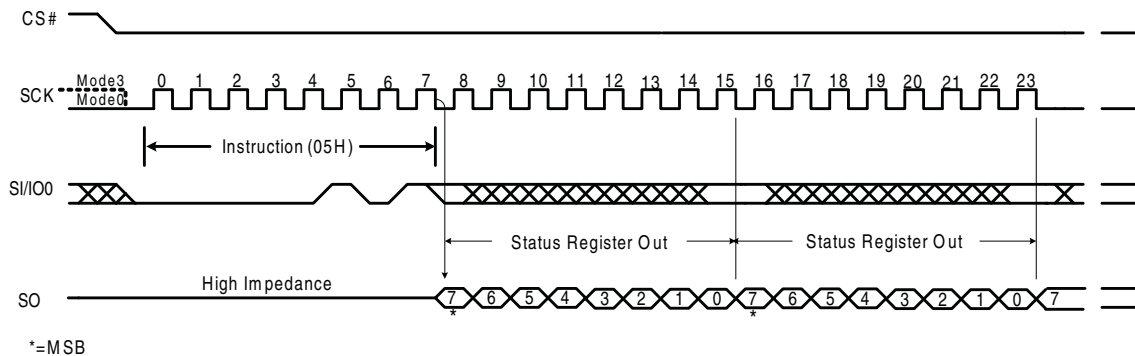 CS#
Mode3
SCK
Mode0
0 1 2 3 4 5 6 7 8 9 10 11 12 13 14 15 16 17 18 19 20 21 22 23
Instruction (05H)
SI/IO0
Status Register Out Status Register Out
High Impedance
SO
7 6 5 4 3 2 1 0 7 6 5 4 3 2 1 0 7
* *
*=MSB